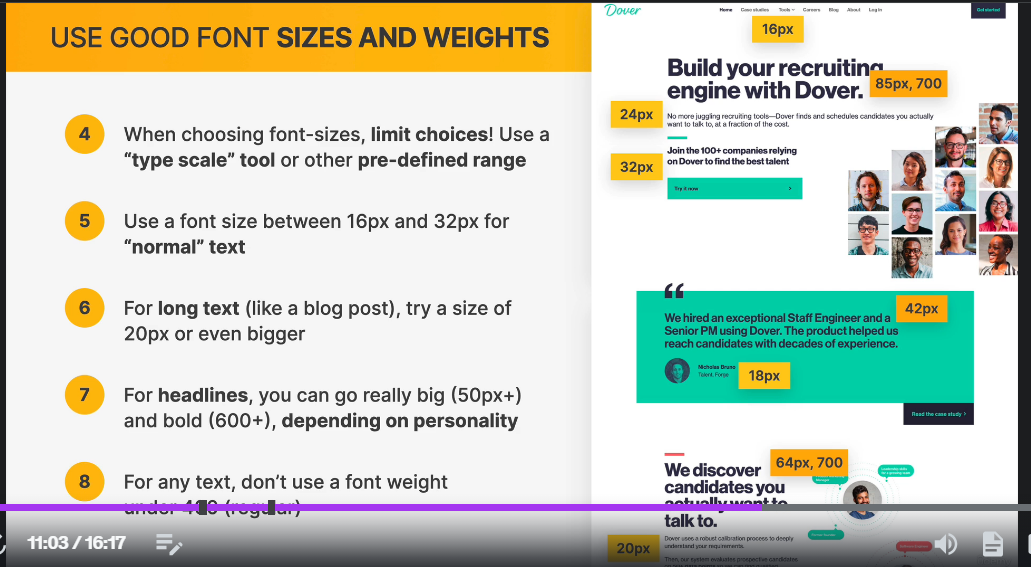 USE GOOD FONT SIZES AND WEIGHTS
4
When choosing font-sizes, limit choices! Use a
“type scale” tool or other pre-defined range
5
Use a font size between 16px and 32px for
“normal” text
6
For long text (like a blog post), try a size of
20px or even bigger
7
For headlines, you can go really big (50px+)
and bold (600+), depending on personality
8
For any text, don’t use a font weight
under 400 (regular)
11:03 / 16:17
Dover
Home Case studies Tools Careers Blog About Log in
Get started
16px
Build your recruiting
engine with Dover.
85px, 700
24px
No more juggling recruiting tools—Dover finds and schedules candidates you actually
want to talk to, at a fraction of the cost.
32px
Join the 100+ companies relying
on Dover to find the best talent
Try it now
“
We hired an exceptional Staff Engineer and a
Senior PM using Dover. The product helped us
reach candidates with decades of experience.
42px
Nicholas Bruno
Talent, Forge
18px
Read the case study
64px, 700
We discover
candidates you
actually want to
talk to.
20px
Dover uses a robust calibration process to deeply
understand your requirements.
Then, our system evaluates prospective candidates
Manager